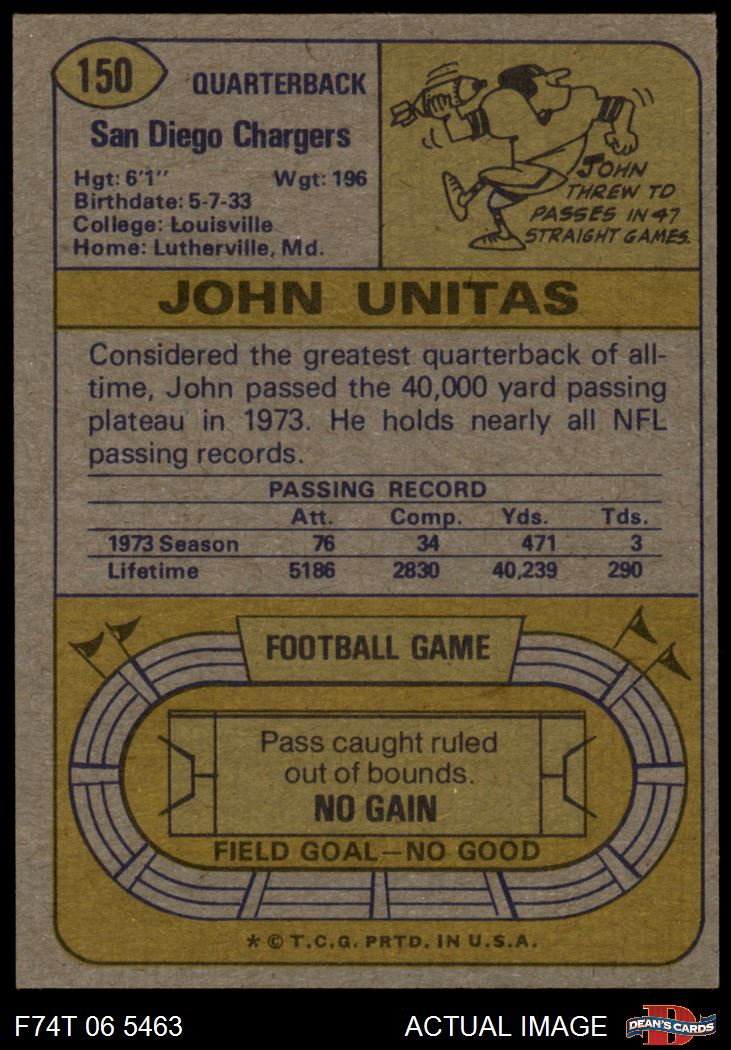 150
QUARTERBACK
San Diego Chargers
Hgt: 6'1" Wgt: 196
Birthdate: 5-7-33
College: Louisville
Home: Lutherville, Md.
JOHN
THREW TD
PASSES IN 47
STRAIGHT GAMES.
JOHN UNITAS
Considered the greatest quarterback of all-
time, John passed the 40,000 yard passing
plateau in 1973. He holds nearly all NFL
passing records.
PASSING RECORD
Att. Comp. Yds. Tds.
1973 Season 76 34 471 3
Lifetime 5186 2830 40,239 290
FOOTBALL GAME
Pass caught ruled
out of bounds.
NO GAIN
FIELD GOAL—NO GOOD
* © T.C.G. PRTD. IN U.S.A.
F74T 06 5463 ACTUAL IMAGE
D
DEAN'S CARDS